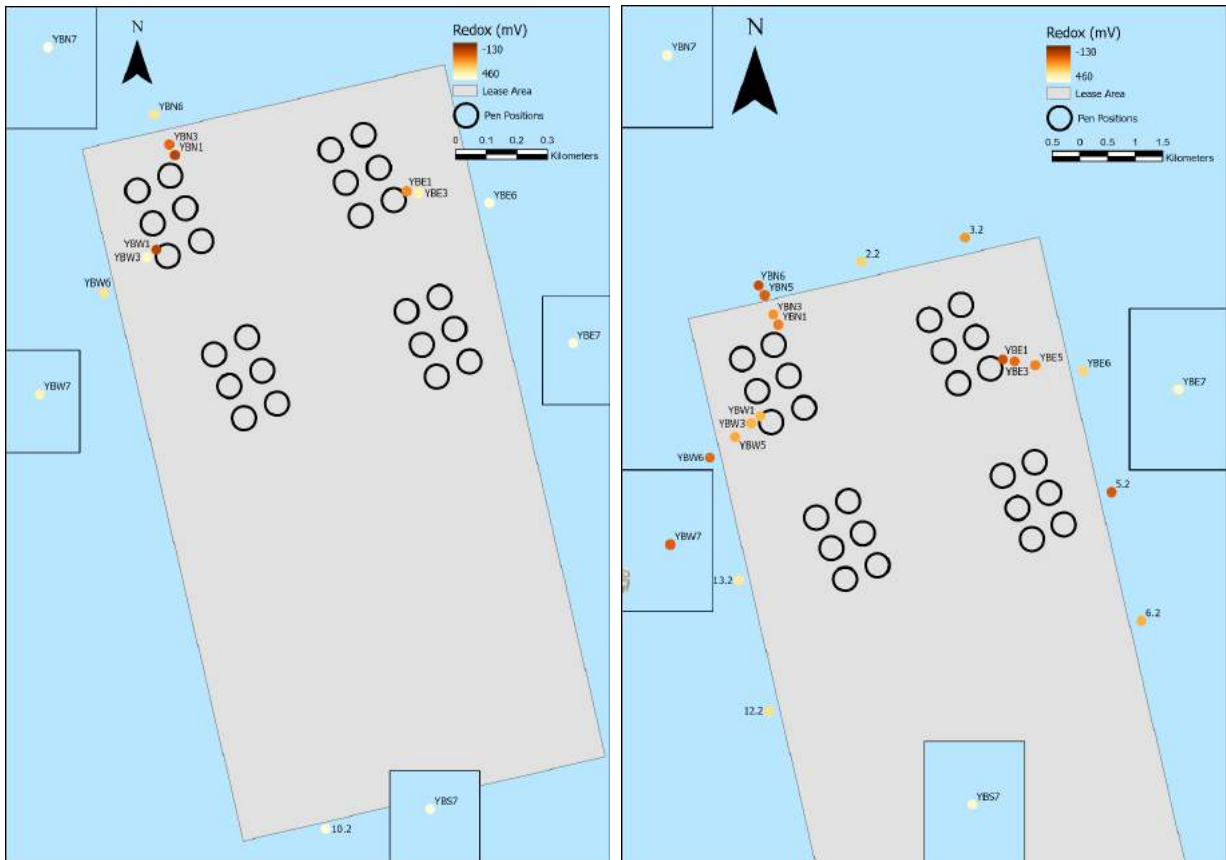 YBN7
N
Redox (mV)
-130
460
Lease Area
Pen Positions
0 0.1 0.2 0.3
Kilometers
YBN6
YBN3
YBN1
YBE1
YBE3
YBE6
YBW1
YBW3
YBW6
YBE7
YBW7
YBS7
10.2
YBN7
N
Redox (mV)
-130
460
Lease Area
Pen Positions
0.5 0 0.5 1 1.5
Kilometers
3.2
2.2
YBN6
YBN5
YBN3
YBN1
YBE1
YBE3
YBE5
YBE6
YBE7
YBW1
YBW3
YBW5
YBW6
5.2
YBW7
13.2
6.2
12.2
YBS7